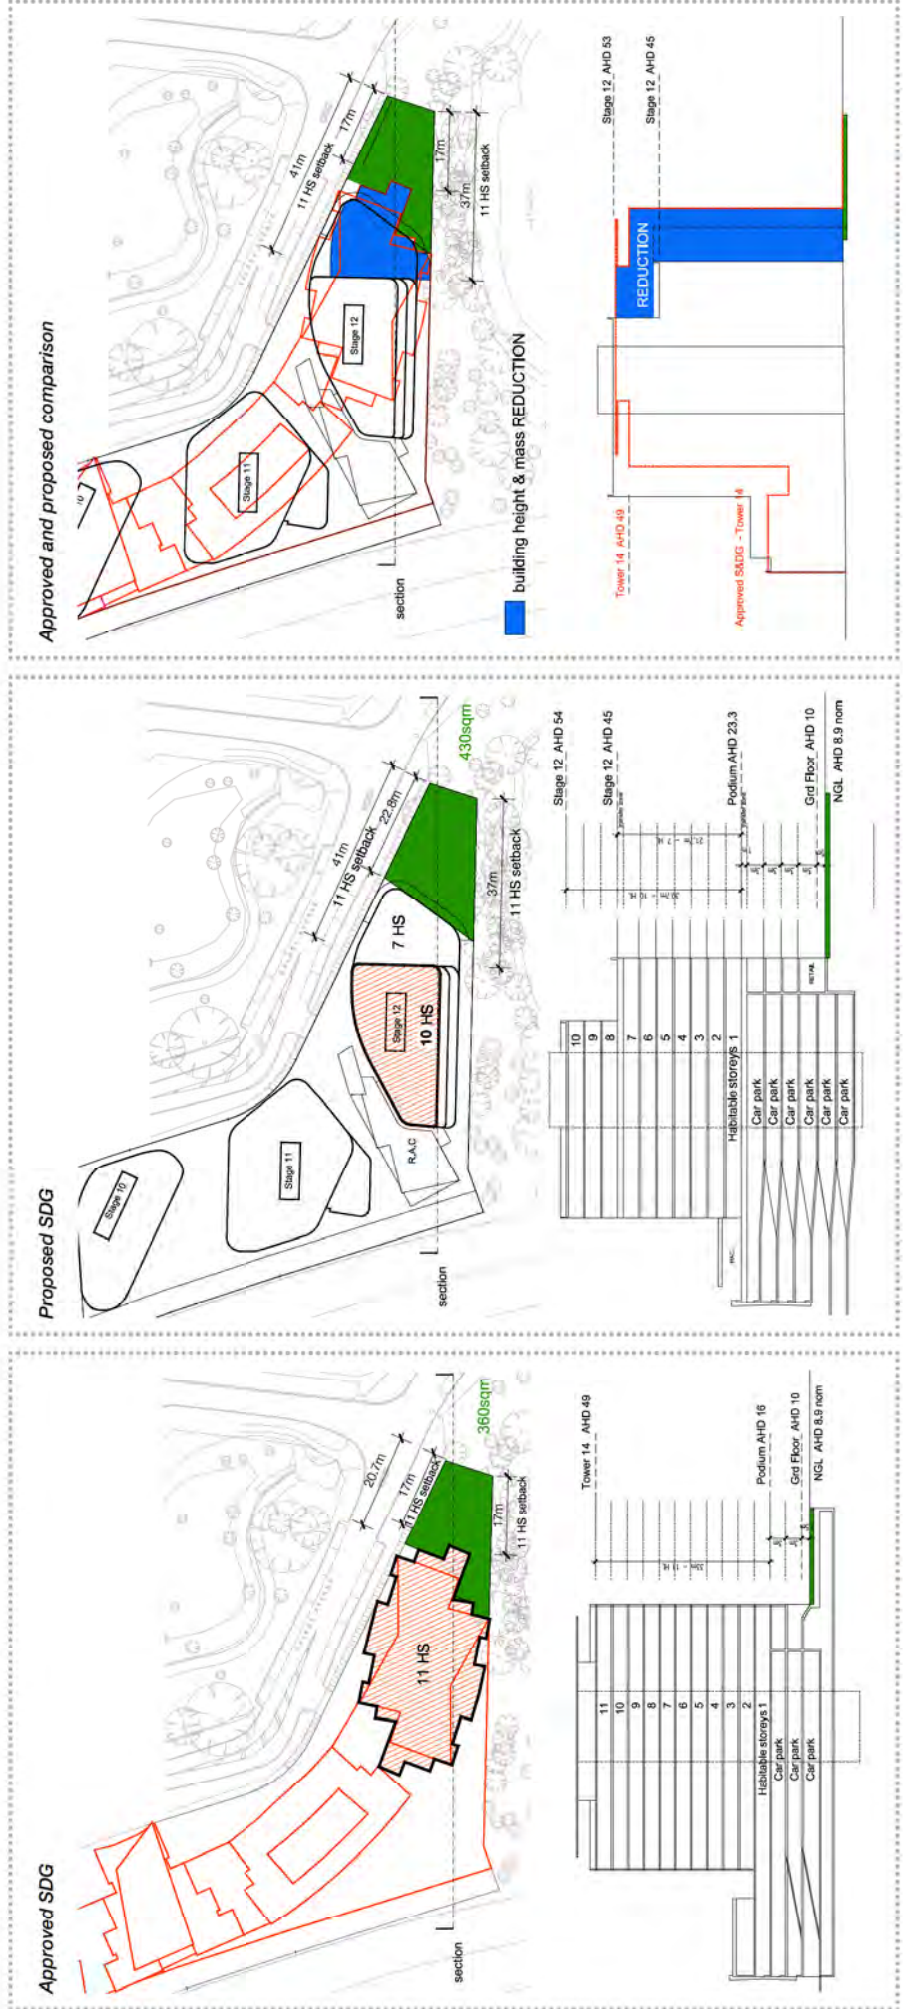 Approved SDG
20.7m
17m
11 HS setback
360sqm
17m
11 HS setback
11 HS
section
Tower 14 AHD 49
Podium AHD 16
Grd Floor AHD 10
NGL AHD 8.9 nom
11
10
9
8
7
6
5
4
3
2
Habitable storeys 1
Car park
Car park
Car park
Proposed SDG
Stage 10
Stage 11
Stage 12
10 HS
7 HS
R.A.C
41m
11 HS setback
22.8m
430sqm
37m
11 HS setback
section
Stage 12 AHD 54
Stage 12 AHD 45
Podium AHD 23.3
Grd Floor AHD 10
NGL AHD 8.9 nom
10
9
8
7
6
5
4
3
2
Habitable storeys 1
Car park
Car park
Car park
Car park
Car park
Car park
RETAIL
Approved and proposed comparison
Stage 11
Stage 12
41m
11 HS setback
17m
17m
37m
11 HS setback
section
building height & mass REDUCTION
Stage 12 AHD 53
Stage 12 AHD 45
REDUCTION
Tower 14 AHD 49
Approved S&DG - Tower 14